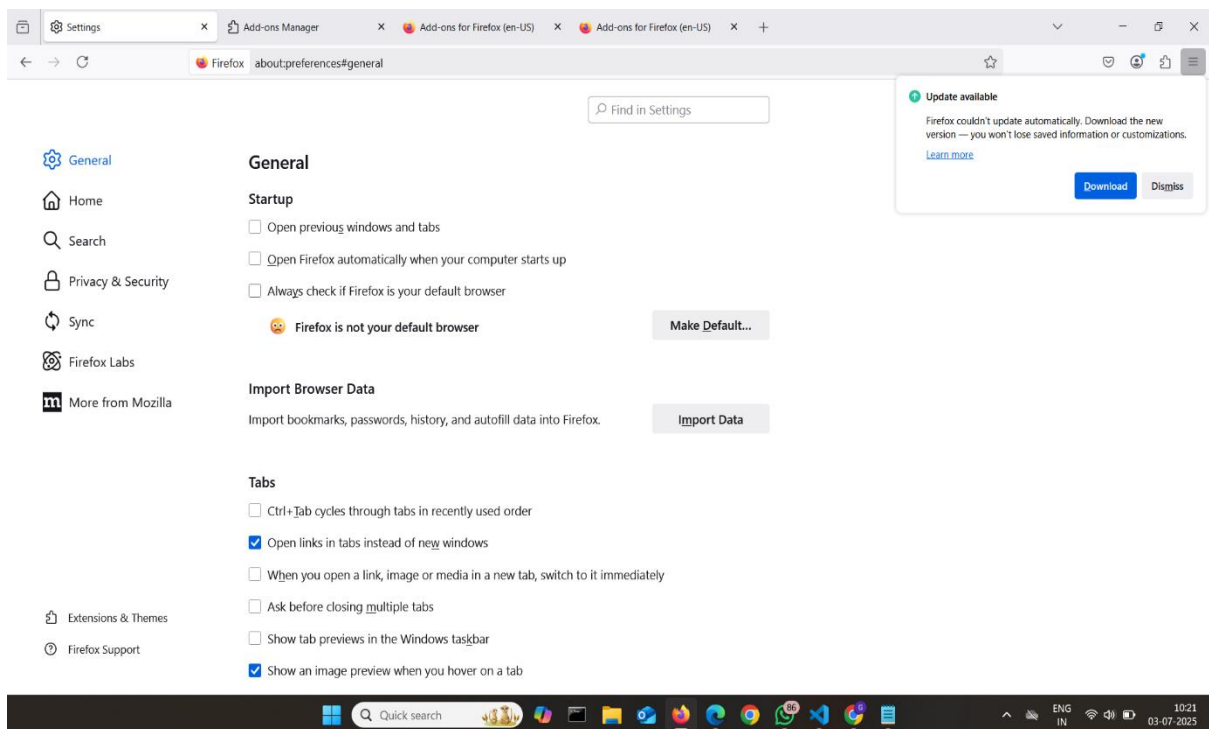 Settings
Add-ons Manager
Add-ons for Firefox (en-US)
Add-ons for Firefox (en-US)
Firefox about:preferences#general
Update available
Firefox couldn't update automatically. Download the new
version — you won't lose saved information or customizations.
Learn more
Download Dismiss
Find in Settings
General
Home
Search
Privacy & Security
Sync
Firefox Labs
More from Mozilla
Extensions & Themes
Firefox Support
General
Startup
Open previous windows and tabs
Open Firefox automatically when your computer starts up
Always check if Firefox is your default browser
Firefox is not your default browser
Make Default...
Import Browser Data
Import bookmarks, passwords, history, and autofill data into Firefox.
Import Data
Tabs
Ctrl+Tab cycles through tabs in recently used order
Open links in tabs instead of new windows
When you open a link, image or media in a new tab, switch to it immediately
Ask before closing multiple tabs
Show tab previews in the Windows taskbar
Show an image preview when you hover on a tab
Quick search
86
G
ENG
IN
10:21
03-07-2025